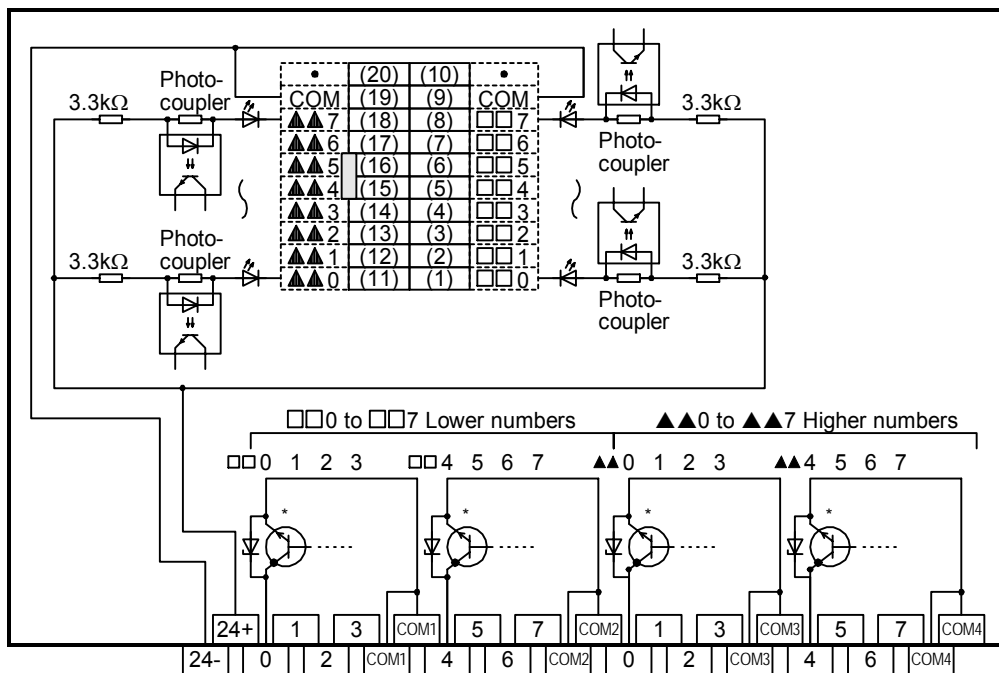 • (20) (10) •
COM (19) (9) COM
▲▲7 (18) (8) □□7
▲▲6 (17) (7) □□6
▲▲5 (16) (6) □□5
▲▲4 (15) (5) □□4
▲▲3 (14) (4) □□3
▲▲2 (13) (3) □□2
▲▲1 (12) (2) □□1
▲▲0 (11) (1) □□0
3.3kΩ
Photo-
coupler
3.3kΩ
Photo-
coupler
3.3kΩ
Photo-
coupler
3.3kΩ
Photo-
coupler
□□0 to □□7 Lower numbers ▲▲0 to ▲▲7 Higher numbers
□□0 1 2 3 □□4 5 6 7 ▲▲0 1 2 3 ▲▲4 5 6 7
* * * *
24+ 1 3 COM1 5 7 COM2 1 3 COM3 5 7 COM4
24- 0 2 COM1 4 6 COM2 0 2 COM3 4 6 COM4